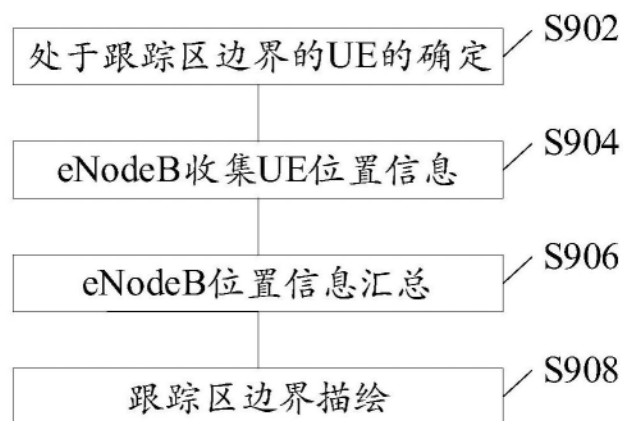 处于跟踪区边界的UE的确定
S902
eNodeB收集UE位置信息
S904
eNodeB位置信息汇总
S906
跟踪区边界描绘
S908